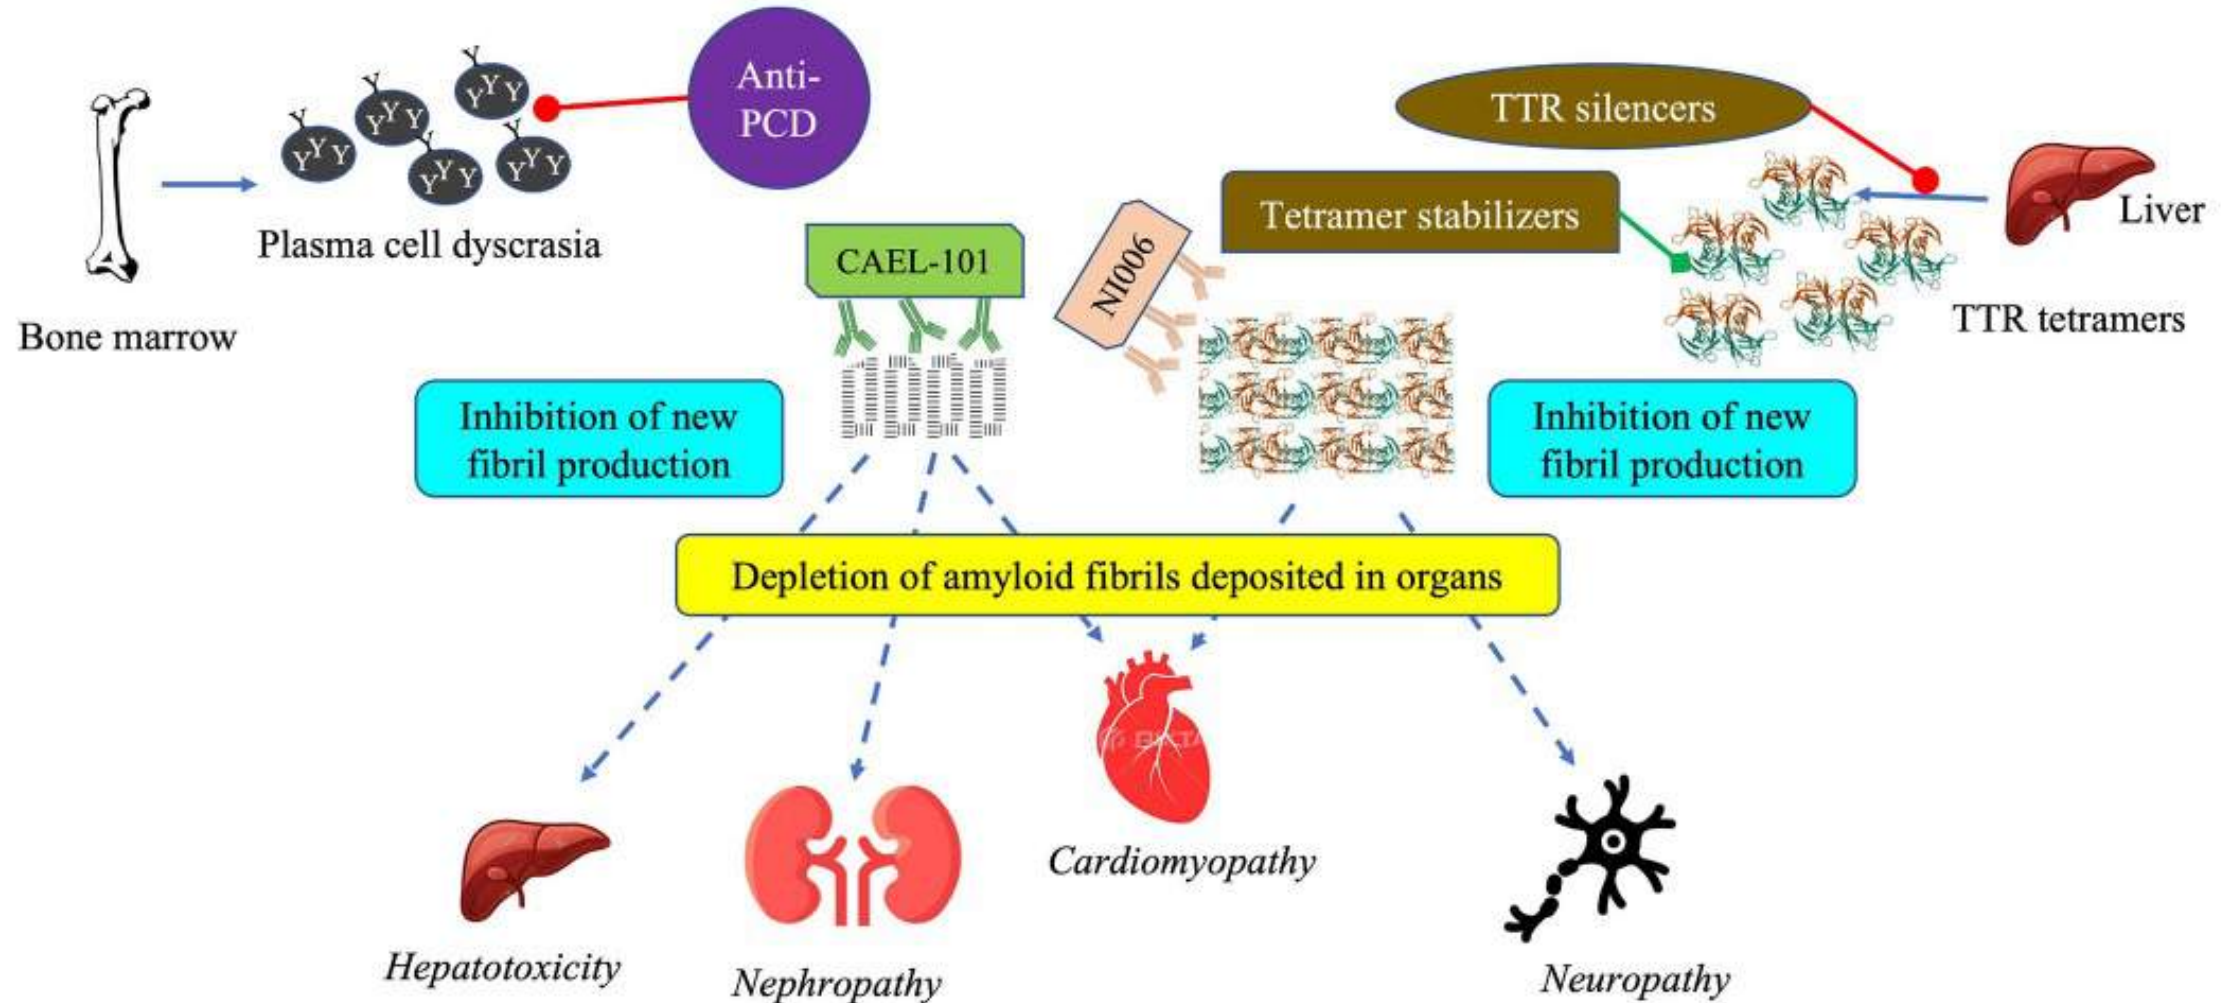 Anti-
PCD
TTR silencers
Tetramer stabilizers
Liver
Plasma cell dyscrasia
CAEL-101
NI006
TTR tetramers
Bone marrow
Inhibition of new
fibril production
Inhibition of new
fibril production
Depletion of amyloid fibrils deposited in organs
Cardiomyopathy
Hepatotoxicity
Nephropathy
Neuropathy
Y
Y Y Y
Y
Y Y Y
Y
Y Y Y
Y
Y Y Y
Y
Y Y Y